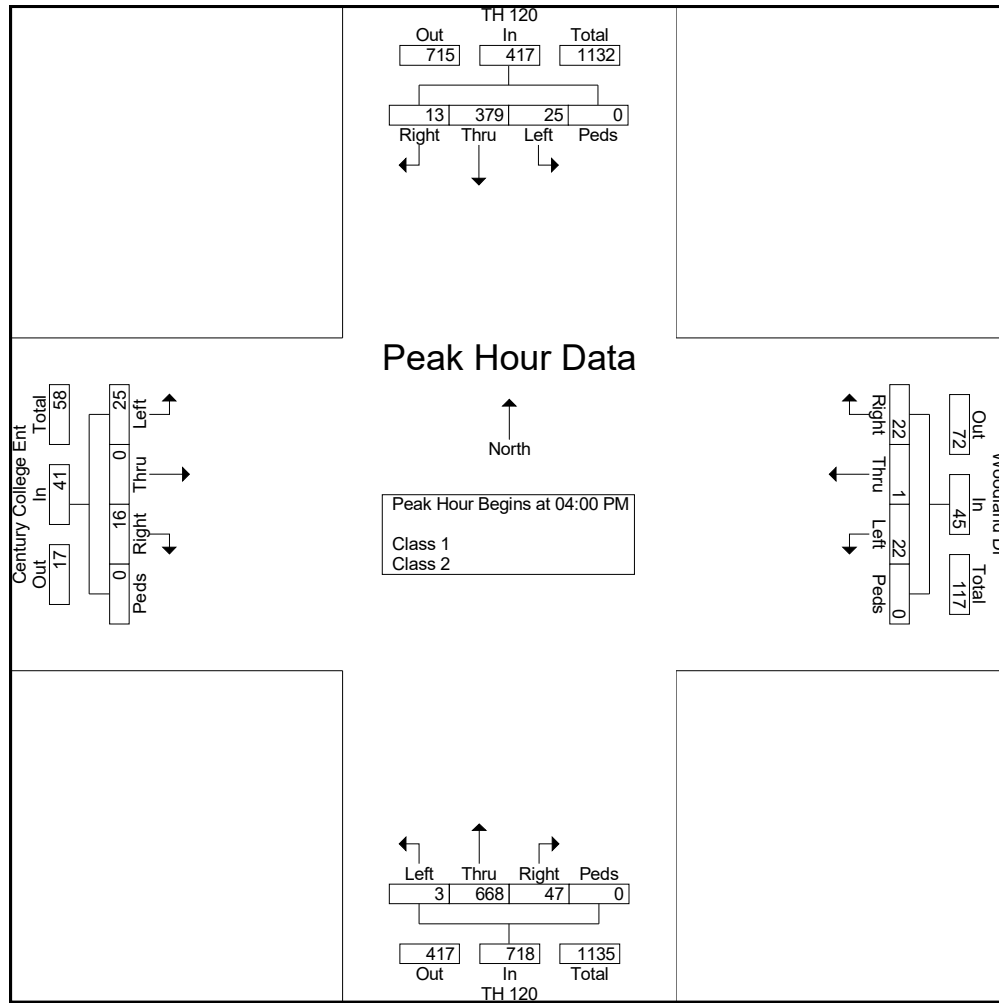 TH 120
Out In Total
715 417 1132
13 379 25 0
Right Thru Left Peds
Peak Hour Data
North
Peak Hour Begins at 04:00 PM
Class 1
Class 2
Century College Ent
Total In Out
58 41 17
25 0 16 0
Left Thru Right Peds
Woodland Dr
Out In Total
72 45 117
22 1 22 0
Right Thru Left Peds
Left Thru Right Peds
3 668 47 0
417 718 1135
Out In Total
TH 120